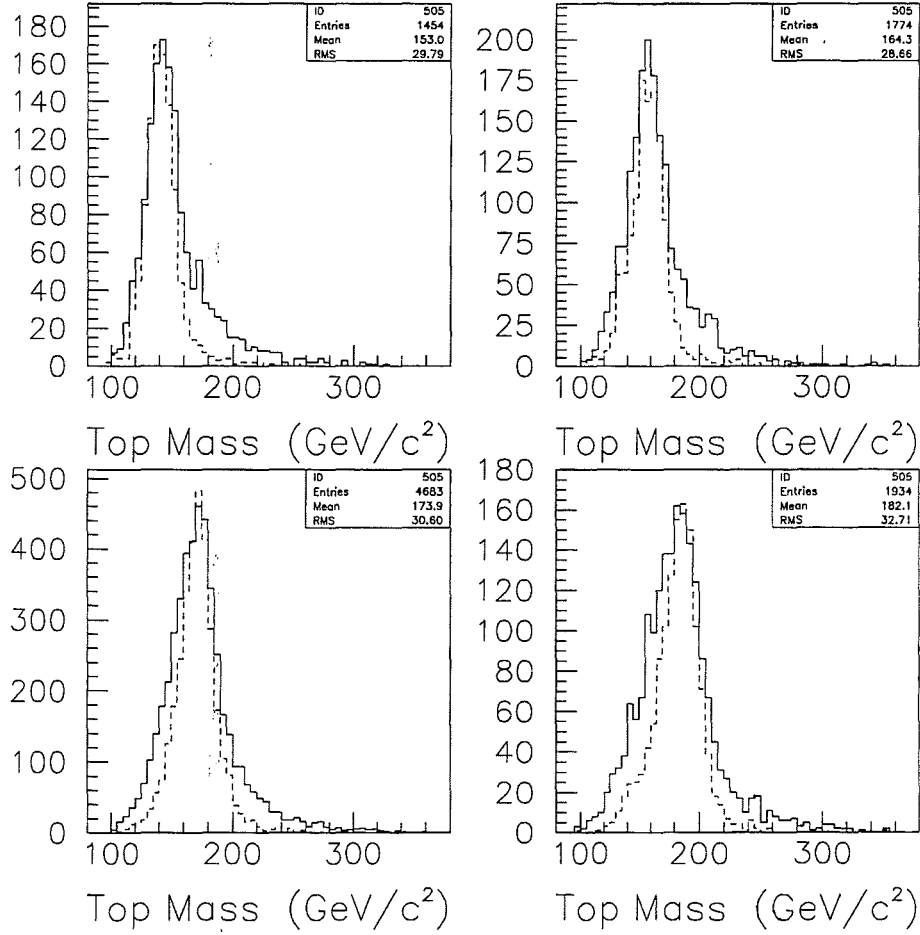 180
160
140
120
100
80
60
40
20
0
100 200 300
Top Mass (GeV/c²)
ID 505
Entries 1454
Mean 153.0
RMS 29.79
200
175
150
125
100
75
50
25
0
100 200 300
Top Mass (GeV/c²)
ID 505
Entries 1774
Mean 164.3
RMS 28.66
500
400
300
200
100
0
100 200 300
Top Mass (GeV/c²)
ID 505
Entries 4683
Mean 173.9
RMS 30.60
180
160
140
120
100
80
60
40
20
0
100 200 300
Top Mass (GeV/c²)
ID 505
Entries 1934
Mean 182.1
RMS 32.71